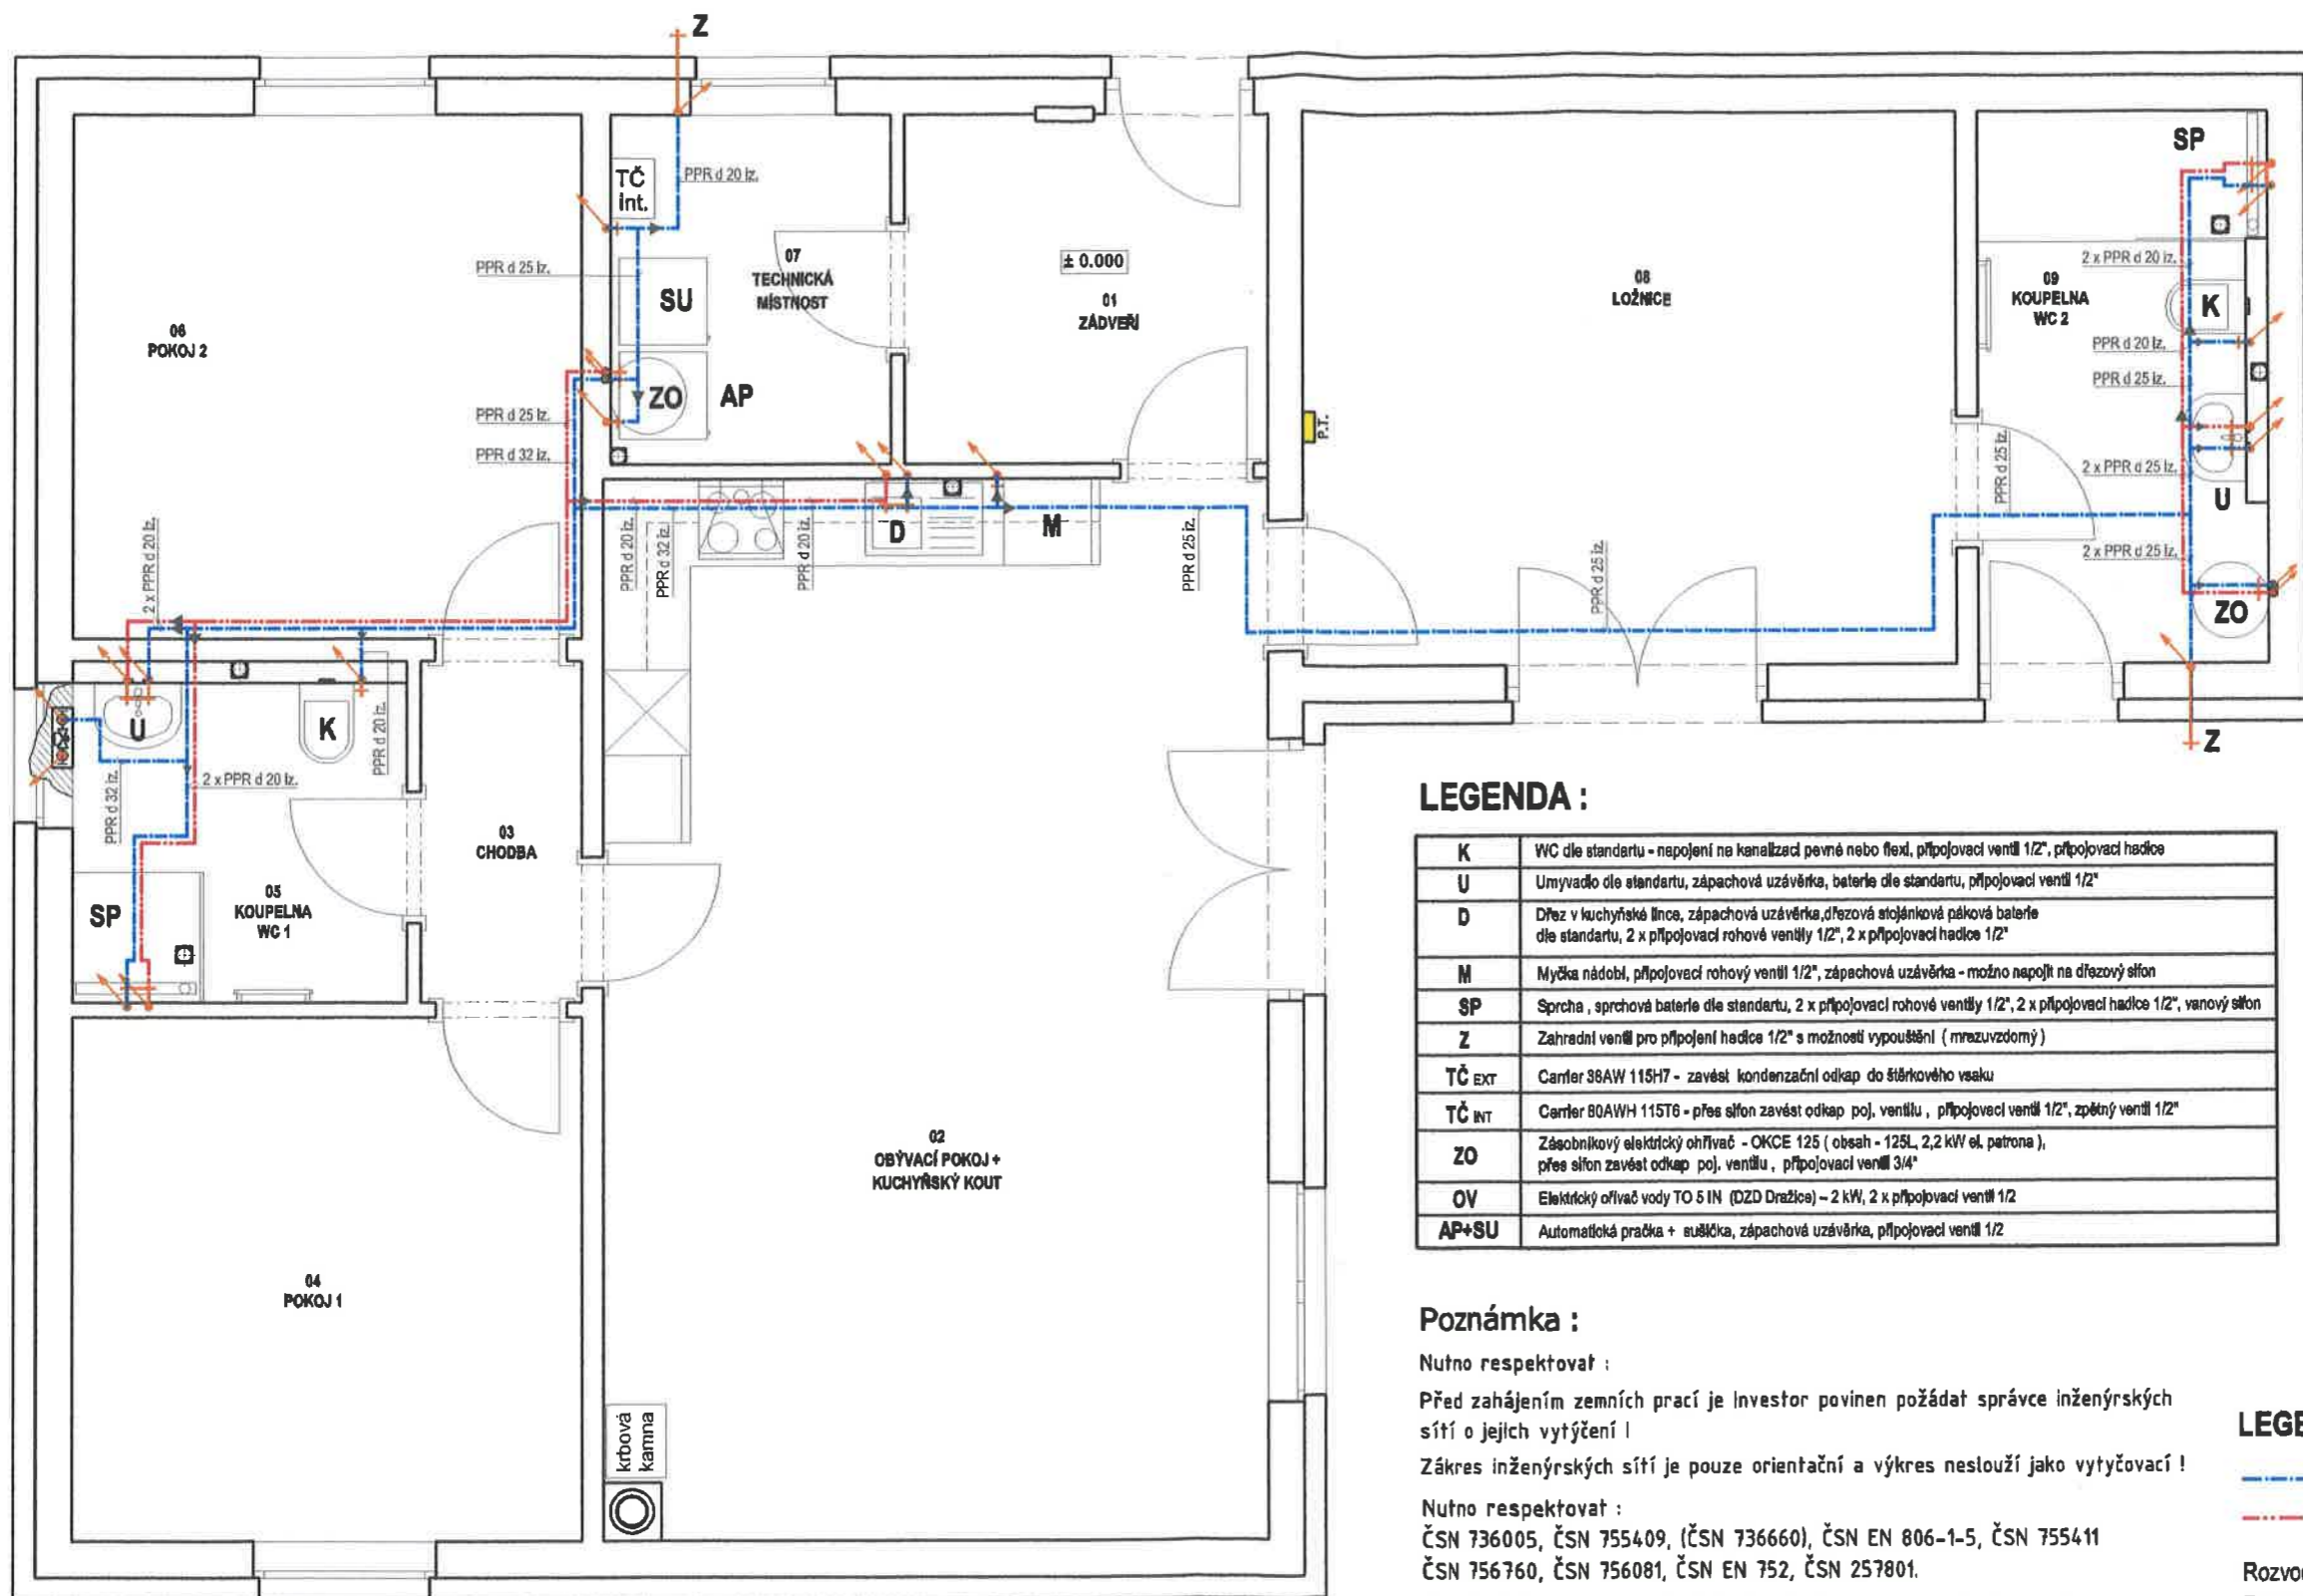 Z
TČ
int.
PPR d 20 iz.
SP
PPR d 25 iz.
07
TECHNICKÁ
MÍSTNOST
SU
± 0.000
01
ZÁDVEŘÍ
08
LOŽNICE
2 x PPR d 20 iz.
09
KOUPELNA
WC 2
K
06
POKOJ 2
PPR d 20 iz.
PPR d 25 iz.
ZO
AP
PPR d 25 iz.
P.T.
PPR d 32 iz.
PPR d 25 iz.
2 x PPR d 25 iz.
U
D
M
2 x PPR d 20 iz.
PPR d 20 iz.
PPR d 32 iz.
PPR d 20 iz.
PPR d 25 iz.
PPR d 25 iz.
2 x PPR d 25 iz.
ZO
U
K
PPR d 20 iz.
Z
PPR d 32 iz.
2 x PPR d 20 iz.
03
CHODBA
SP
05
KOUPELNA
WC 1
02
OBÝVACÍ POKOJ +
KUCHYŇSKÝ KOUT
04
POKOJ 1
krbová
kamna
LEGENDA :
K WC dle standartu - napojení na kanalizaci pevné nebo flexi, připojovací ventil 1/2", připojovací hadice
U Umyvadlo dle standartu, zápachová uzávěrka, baterie dle standartu, připojovací ventil 1/2"
D Dřez v kuchyňské lince, zápachová uzávěrka,dřezová stojánková páková baterie
dle standartu, 2 x připojovací rohové ventily 1/2", 2 x připojovací hadice 1/2"
M Myčka nádobí, připojovací rohový ventil 1/2", zápachová uzávěrka - možno napojit na dřezový sifon
SP Sprcha , sprchová baterie dle standartu, 2 x připojovací rohové ventily 1/2", 2 x připojovací hadice 1/2", vanový sifon
Z Zahradní ventil pro připojení hadice 1/2" s možností vypouštění ( mrazuvzdorný )
TČ EXT Carrier 38AW 115H7 - zavést kondenzační odkap do štěrkového vsaku
TČ INT Carrier 80AWH 115T6 - přes sifon zavést odkap poj. ventilu , připojovací ventil 1/2", zpětný ventil 1/2"
ZO Zásobníkový elektrický ohřívač - OKCE 125 ( obsah - 125L, 2,2 kW el. patrona ),
přes sifon zavést odkap poj. ventilu , připojovací ventil 3/4"
OV Elektrický ořívač vody TO 5 IN (DZD Dražice) – 2 kW, 2 x připojovací ventil 1/2
AP+SU Automatická pračka + sušička, zápachová uzávěrka, připojovací ventil 1/2
Poznámka :
Nutno respektovat :
Před zahájením zemních prací je investor povinen požádat správce inženýrských
sítí o jejich vytýčení !
Zákres inženýrských sítí je pouze orientační a výkres neslouží jako vytyčovací !
Nutno respektovat :
ČSN 736005, ČSN 755409, (ČSN 736660), ČSN EN 806-1-5, ČSN 755411
ČSN 756760, ČSN 756081, ČSN EN 752, ČSN 257801.
LEGE
Rozvo